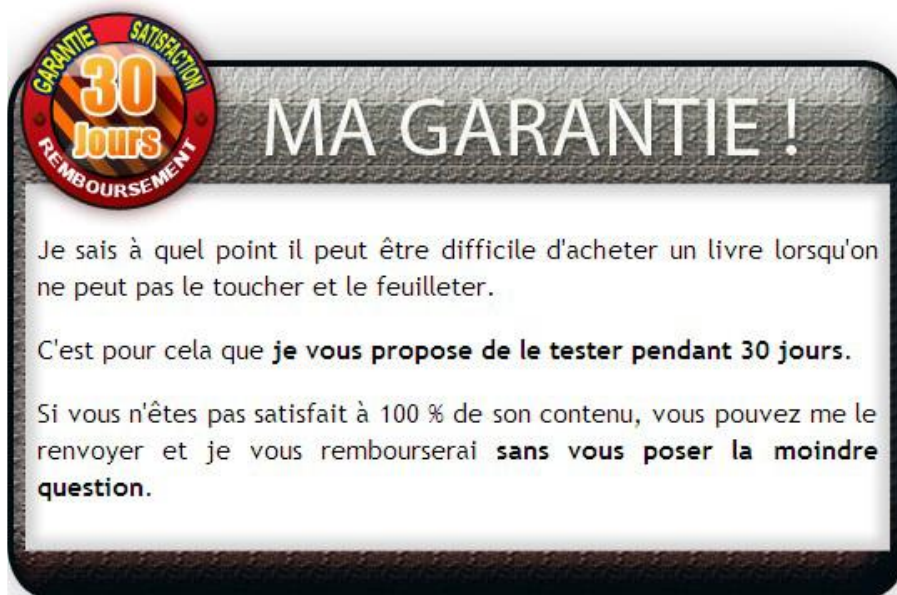 GARANTIE SATISFACTION
30
Jours
REMBOURSEMENT
MA GARANTIE !
Je sais à quel point il peut être difficile d'acheter un livre lorsqu'on
ne peut pas le toucher et le feuilleter.
C'est pour cela que je vous propose de le tester pendant 30 jours.
Si vous n'êtes pas satisfait à 100 % de son contenu, vous pouvez me le
renvoyer et je vous rembourserai sans vous poser la moindre
question.